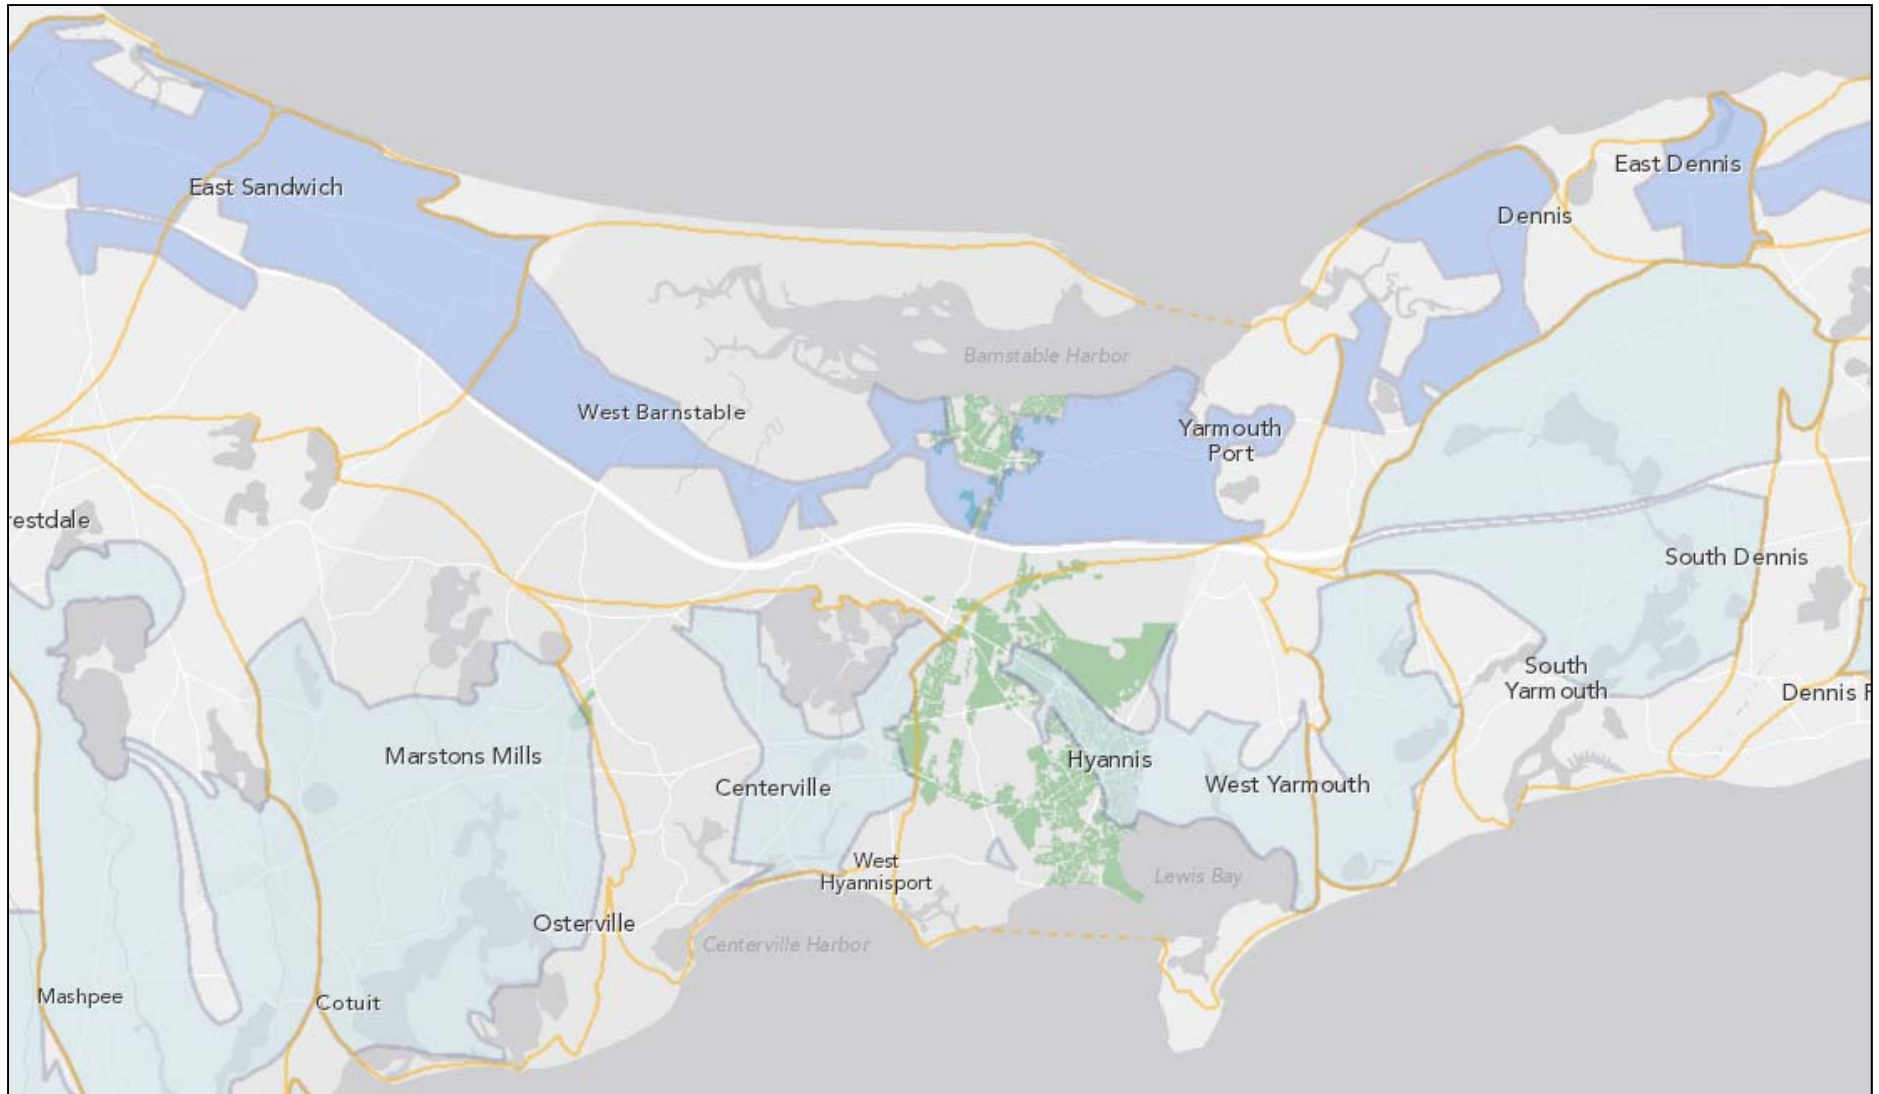 East Dennis
East Sandwich
Dennis
Barnstable Harbor
West Barnstable
Yarmouth
Port
restdale
South Dennis
South
Yarmouth
Dennis P
Marstons Mills
Hyannis
Centerville
West Yarmouth
West
Hyannisport
Lewis Bay
Osterville
Centerville Harbor
Mashpee
Cotuit